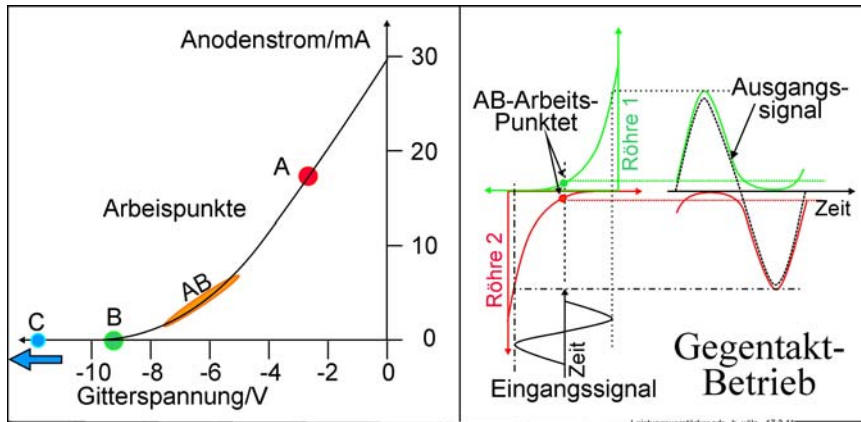 Anodenstrom/mA
30
20
10
0
A
Arbeispunkte
AB
B
C
-10
-8
-6
-4
-2
0
Gitterspannung/V
AB-Arbeits-
Punktet
Röhre 1
Ausgangs-
signal
Zeit
Röhre 2
Zeit
Eingangssignal
Gegentakt-
Betrieb